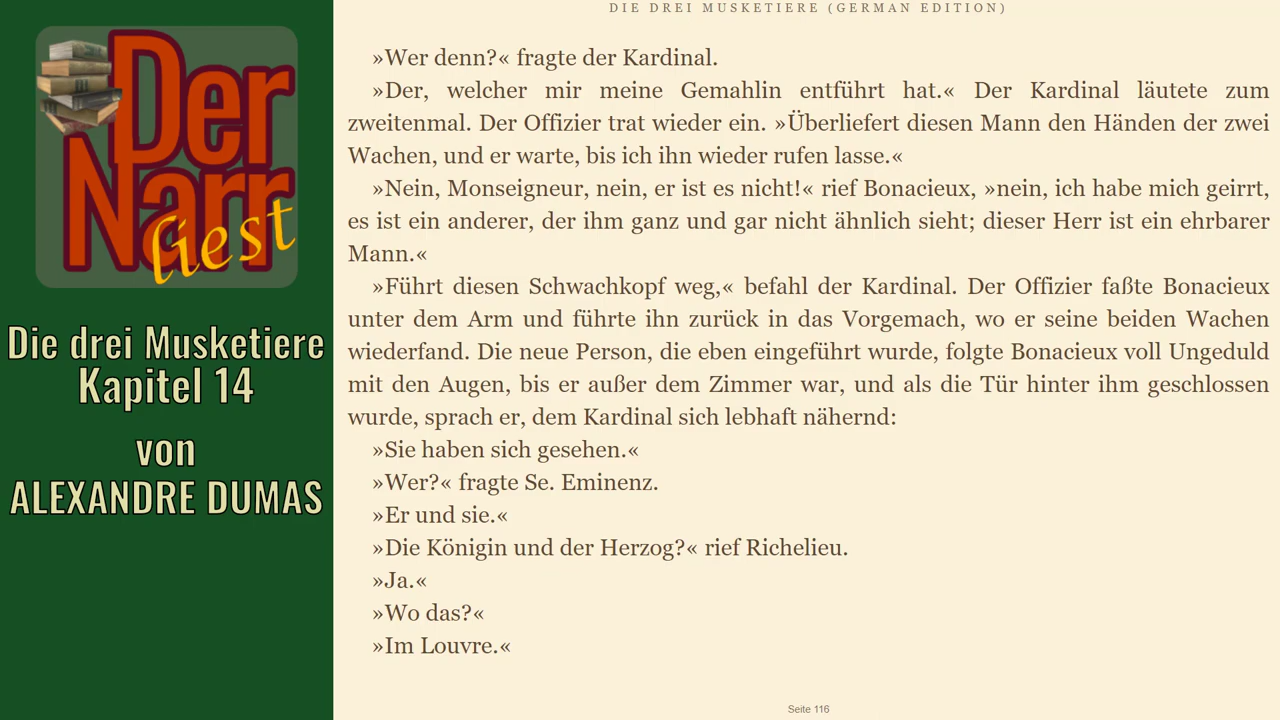 Der
Narr
liest
Die drei Musketiere
Kapitel 14
von
ALEXANDRE DUMAS
DIE DREI MUSKETIERE (GERMAN EDITION)
»Wer denn?« fragte der Kardinal.
»Der, welcher mir meine Gemahlin entführt hat.« Der Kardinal läutete zum
zweitenmal. Der Offizier trat wieder ein. »Überliefert diesen Mann den Händen der zwei
Wachen, und er warte, bis ich ihn wieder rufen lasse.«
»Nein, Monseigneur, nein, er ist es nicht!« rief Bonacieux, »nein, ich habe mich geirrt,
es ist ein anderer, der ihm ganz und gar nicht ähnlich sieht; dieser Herr ist ein ehrbarer
Mann.«
»Führt diesen Schwachkopf weg,« befahl der Kardinal. Der Offizier faßte Bonacieux
unter dem Arm und führte ihn zurück in das Vorgemach, wo er seine beiden Wachen
wiederfand. Die neue Person, die eben eingeführt wurde, folgte Bonacieux voll Ungeduld
mit den Augen, bis er außer dem Zimmer war, und als die Tür hinter ihm geschlossen
wurde, sprach er, dem Kardinal sich lebhaft nähernd:
»Sie haben sich gesehen.«
»Wer?« fragte Se. Eminenz.
»Er und sie.«
»Die Königin und der Herzog?« rief Richelieu.
»Ja.«
»Wo das?«
»Im Louvre.«
Seite 116